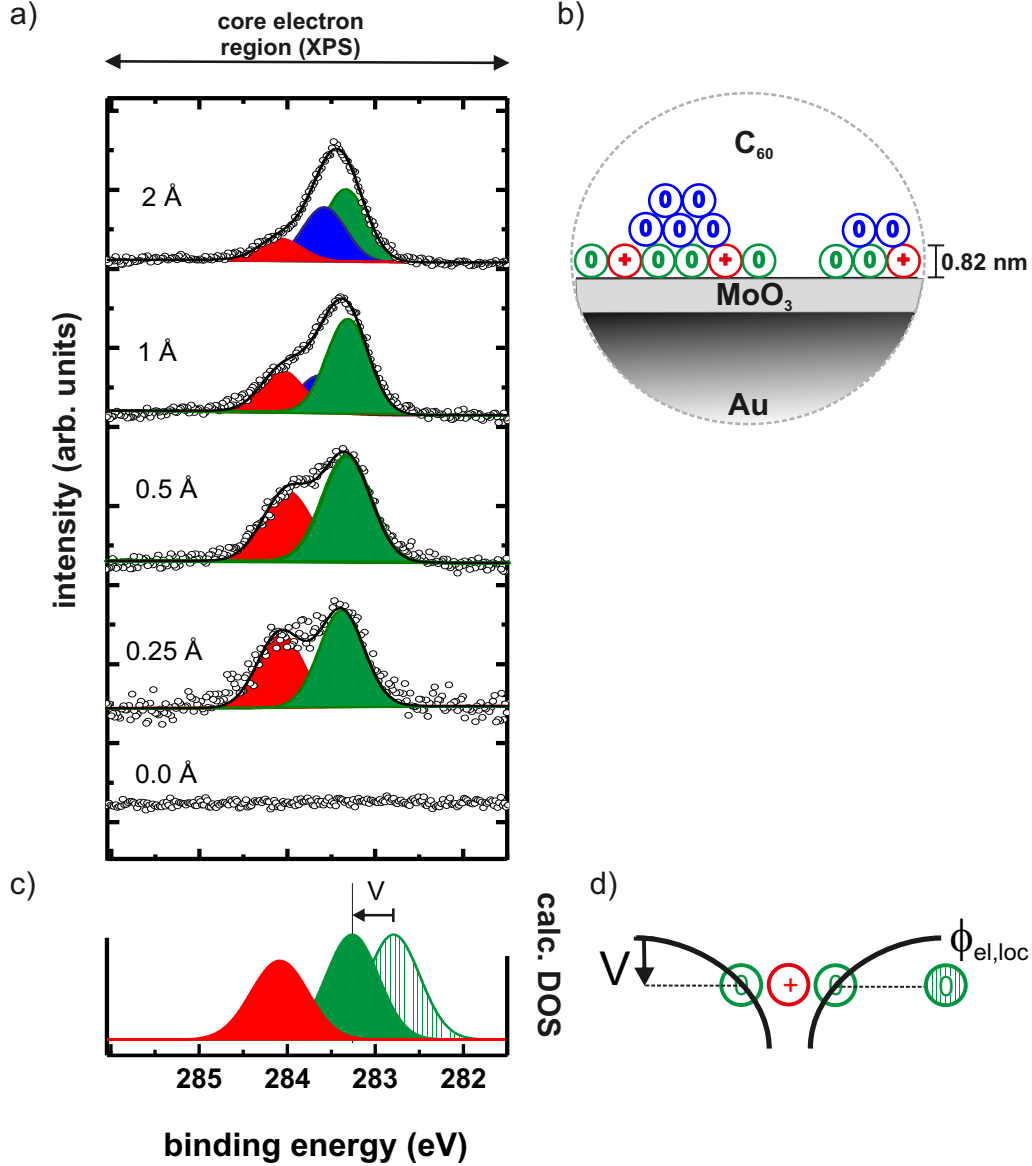 a)
core electron
region (XPS)
intensity (arb. units)
2 Å
1 Å
0.5 Å
0.25 Å
0.0 Å
b)
C₆₀
0 0
0 0 0 0 0
0 + 0 0 + 0 0 0 +
0.82 nm
MoO₃
Au
c)
V
calc. DOS
285 284 283 282
binding energy (eV)
d)
V
ϕel,loc
0 + 0 0